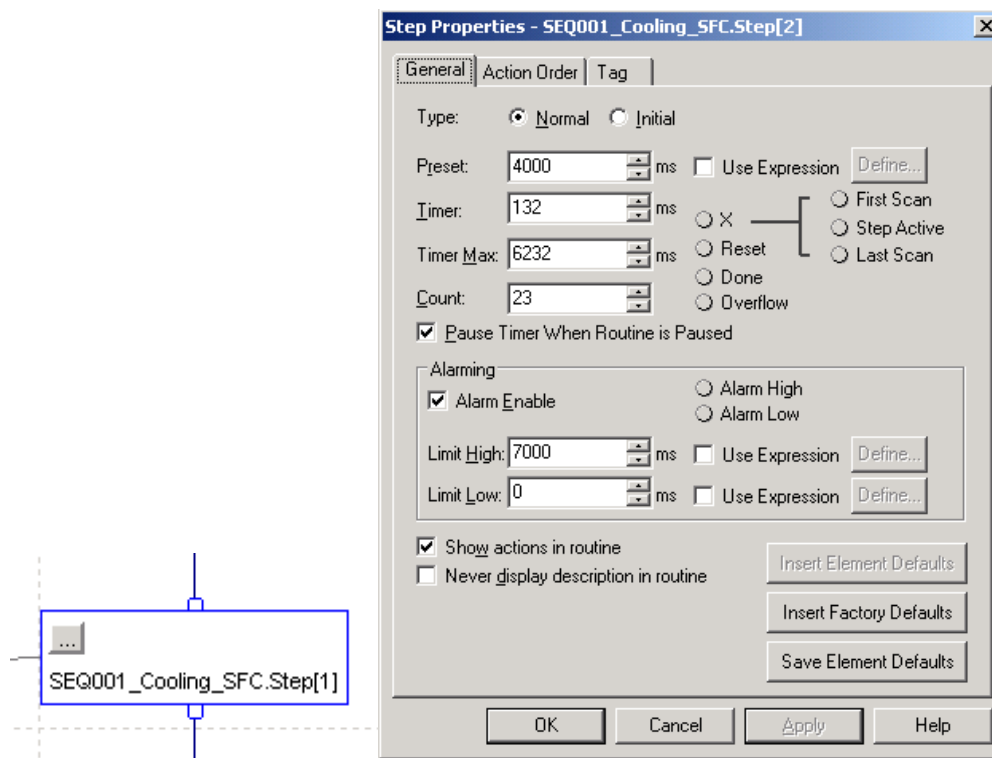 Step Properties - SEQ001_Cooling_SFC.Step[2]
General Action Order Tag
Type: Normal Initial
Preset: 4000 ms Use Expression Define...
Timer: 132 ms
Timer Max: 6232 ms
Count: 23
X
Reset
Done
Overflow
First Scan
Step Active
Last Scan
Pause Timer When Routine is Paused
Alarming
Alarm Enable
Alarm High
Alarm Low
Limit High: 7000 ms Use Expression Define...
Limit Low: 0 ms Use Expression Define...
Show actions in routine
Never display description in routine
Insert Element Defaults
Insert Factory Defaults
Save Element Defaults
OK Cancel Apply Help
...
SEQ001_Cooling_SFC.Step[1]